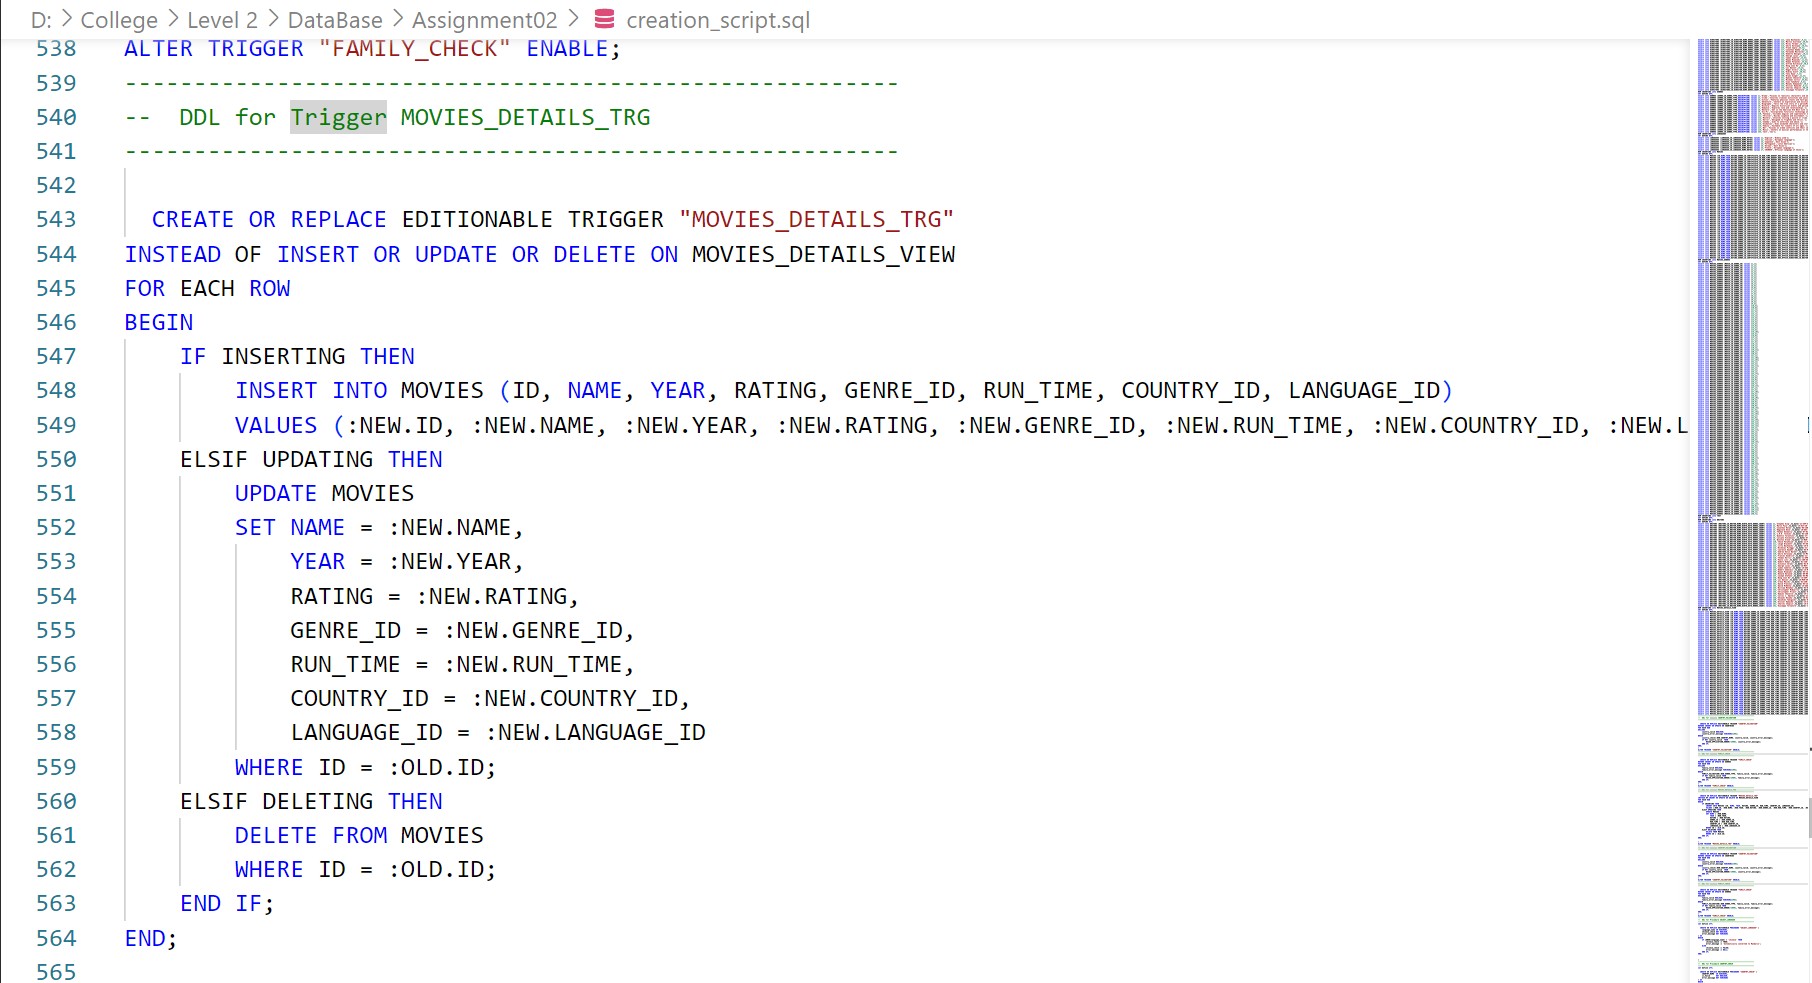 D: > College > Level 2 > DataBase > Assignment02 > creation_script.sql
538 ALTER TRIGGER "FAMILY_CHECK" ENABLE;
539 --------------------------------------------------------
540 --  DDL for Trigger MOVIES_DETAILS_TRG
541 --------------------------------------------------------
542
543   CREATE OR REPLACE EDITIONABLE TRIGGER "MOVIES_DETAILS_TRG"
544 INSTEAD OF INSERT OR UPDATE OR DELETE ON MOVIES_DETAILS_VIEW
545 FOR EACH ROW
546 BEGIN
547     IF INSERTING THEN
548         INSERT INTO MOVIES (ID, NAME, YEAR, RATING, GENRE_ID, RUN_TIME, COUNTRY_ID, LANGUAGE_ID)
549         VALUES (:NEW.ID, :NEW.NAME, :NEW.YEAR, :NEW.RATING, :NEW.GENRE_ID, :NEW.RUN_TIME, :NEW.COUNTRY_ID, :NEW.L
550     ELSIF UPDATING THEN
551         UPDATE MOVIES
552         SET NAME = :NEW.NAME,
553             YEAR = :NEW.YEAR,
554             RATING = :NEW.RATING,
555             GENRE_ID = :NEW.GENRE_ID,
556             RUN_TIME = :NEW.RUN_TIME,
557             COUNTRY_ID = :NEW.COUNTRY_ID,
558             LANGUAGE_ID = :NEW.LANGUAGE_ID
559         WHERE ID = :OLD.ID;
560     ELSIF DELETING THEN
561         DELETE FROM MOVIES
562         WHERE ID = :OLD.ID;
563     END IF;
564 END;
565